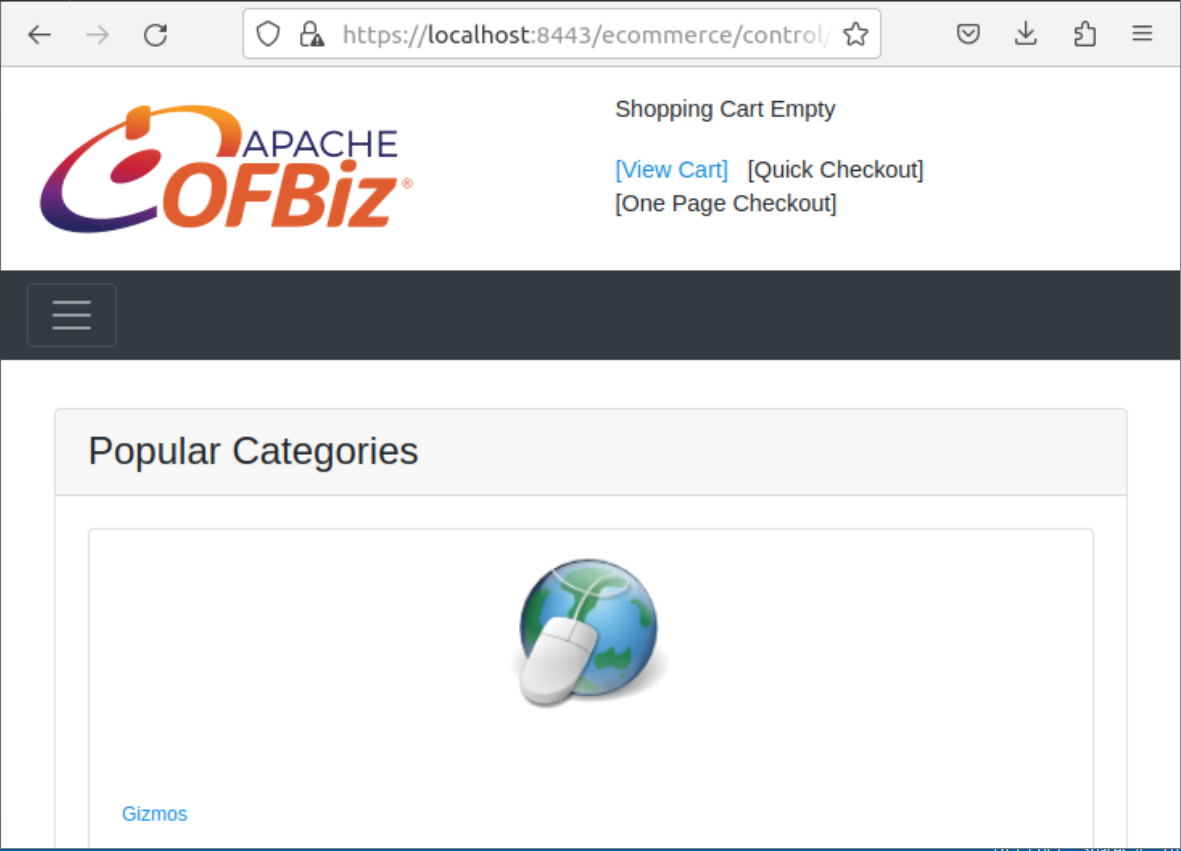 https://localhost:8443/ecommerce/control/
APACHE
OFBiz®
Shopping Cart Empty
[View Cart] [Quick Checkout]
[One Page Checkout]
Popular Categories
Gizmos